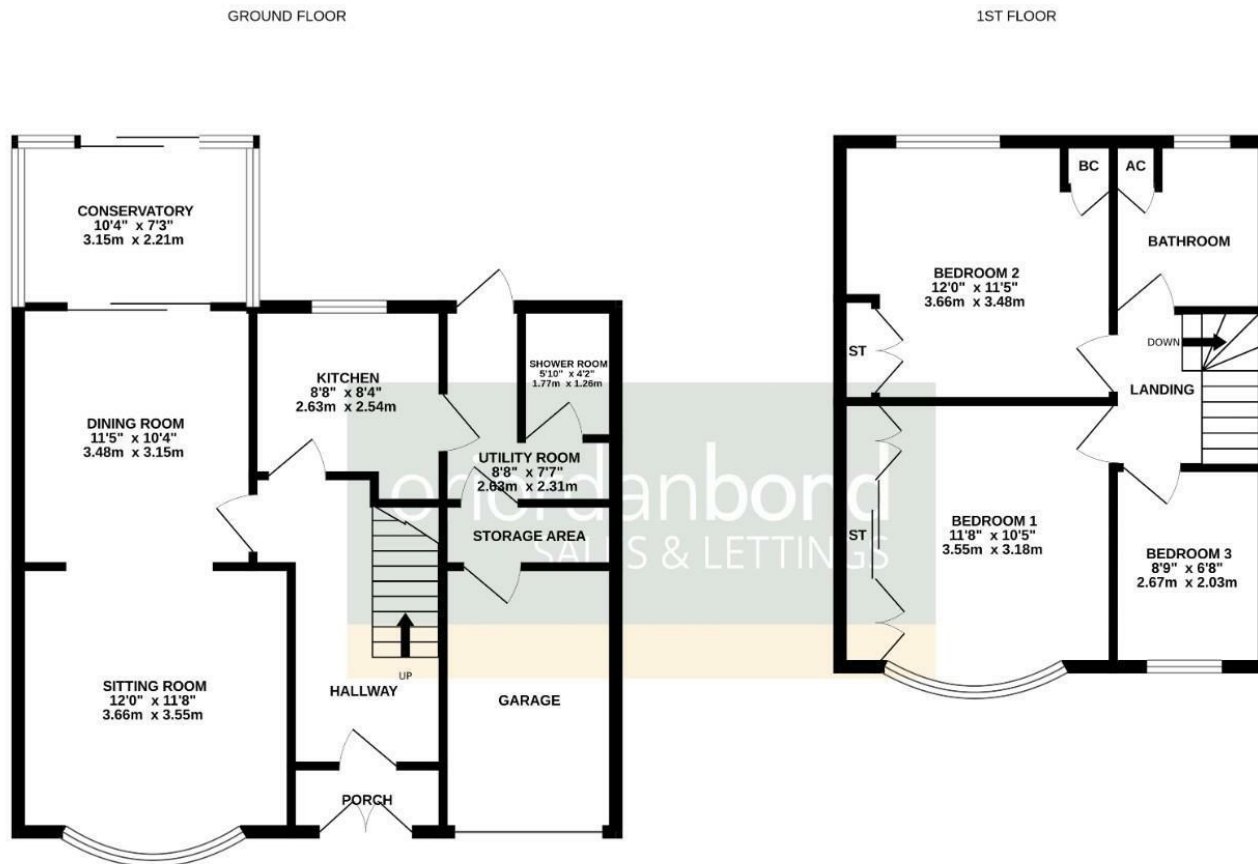 GROUND FLOOR
1ST FLOOR
CONSERVATORY
10'4" x 7'3"
3.15m x 2.21m
KITCHEN
8'8" x 8'4"
2.63m x 2.54m
SHOWER ROOM
5'10" x 4'2"
1.77m x 1.26m
DINING ROOM
11'5" x 10'4"
3.48m x 3.15m
UTILITY ROOM
8'8" x 7'7"
2.63m x 2.31m
STORAGE AREA
SITTING ROOM
12'0" x 11'8"
3.66m x 3.55m
UP
HALLWAY
GARAGE
PORCH
BC
AC
BATHROOM
BEDROOM 2
12'0" x 11'5"
3.66m x 3.48m
ST
DOWN
LANDING
BEDROOM 1
11'8" x 10'5"
3.55m x 3.18m
ST
BEDROOM 3
8'9" x 6'8"
2.67m x 2.03m
oriordanbond
SALES & LETTINGS